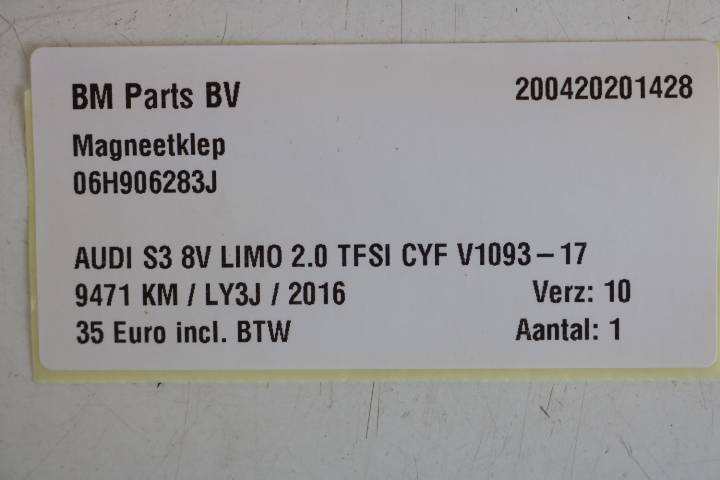 BM Parts BV 200420201428
Magneetklep
06H906283J
AUDI S3 8V LIMO 2.0 TFSI CYF V1093 – 17
9471 KM / LY3J / 2016 Verz: 10
35 Euro incl. BTW Aantal: 1